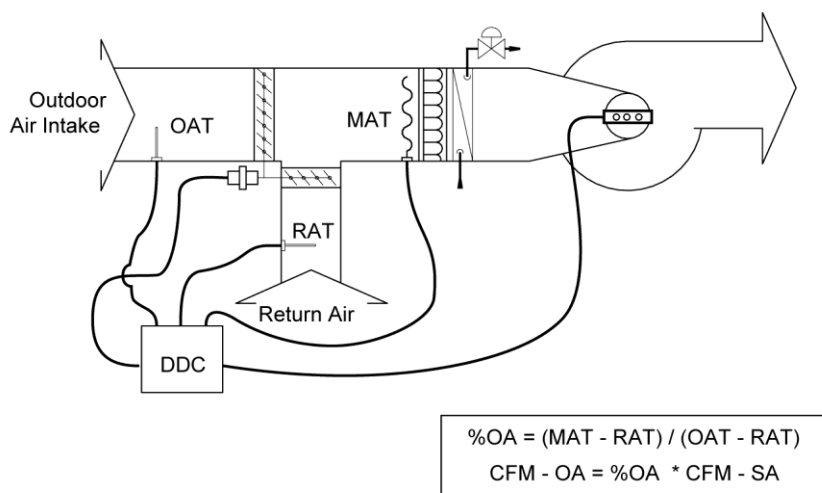 Outdoor
Air Intake
OAT
MAT
RAT
Return Air
DDC
%OA = (MAT - RAT) / (OAT - RAT)
CFM - OA = %OA * CFM - SA